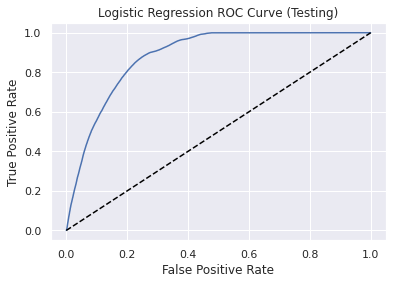 Logistic Regression ROC Curve (Testing)
1.0
0.8
0.6
0.4
0.2
0.0
True Positive Rate
0.0 0.2 0.4 0.6 0.8 1.0
False Positive Rate